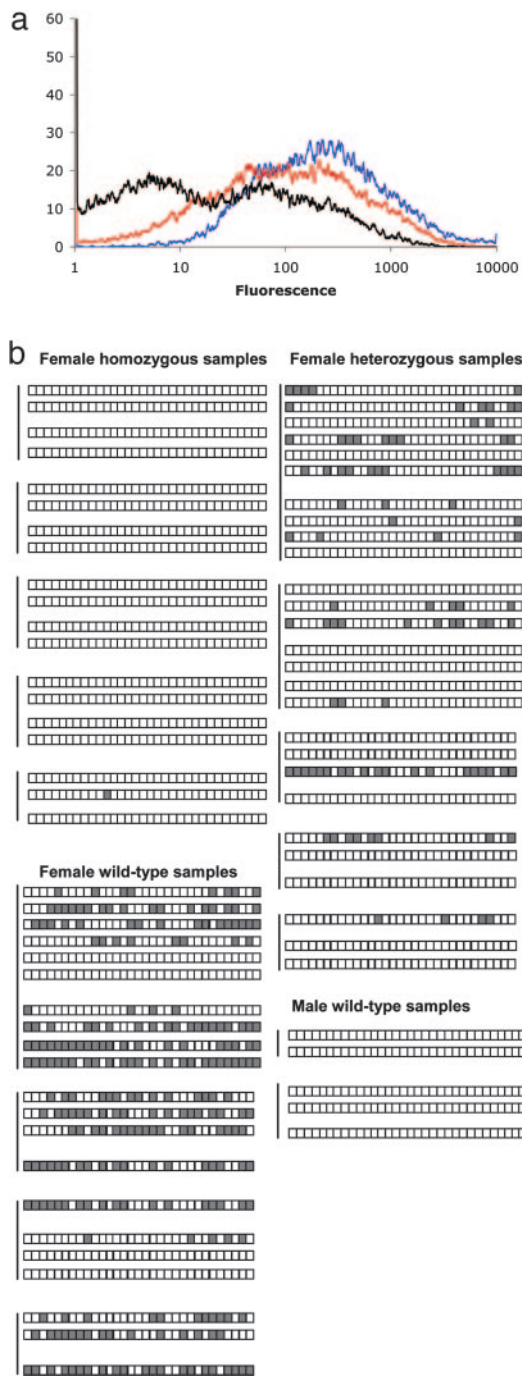 a
60
50
40
30
20
10
0
1 10 100 1000 10000
Fluorescence
b
Female homozygous samples
Female heterozygous samples
Female wild-type samples
Male wild-type samples